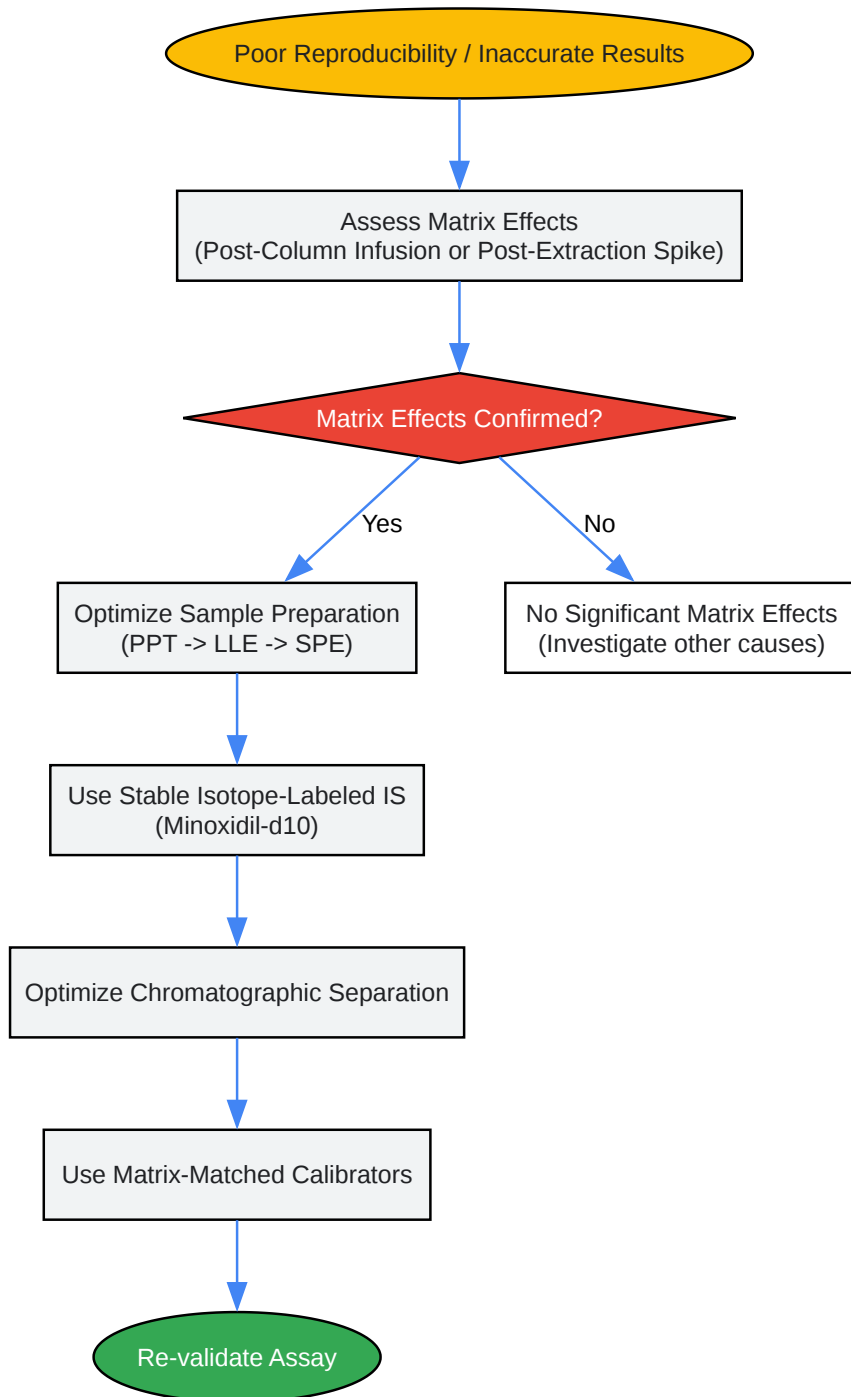 Poor Reproducibility / Inaccurate Results
Assess Matrix Effects
(Post-Column Infusion or Post-Extraction Spike)
Matrix Effects Confirmed?
Yes
No
Optimize Sample Preparation
(PPT -> LLE -> SPE)
No Significant Matrix Effects
(Investigate other causes)
Use Stable Isotope-Labeled IS
(Minoxidil-d10)
Optimize Chromatographic Separation
Use Matrix-Matched Calibrators
Re-validate Assay